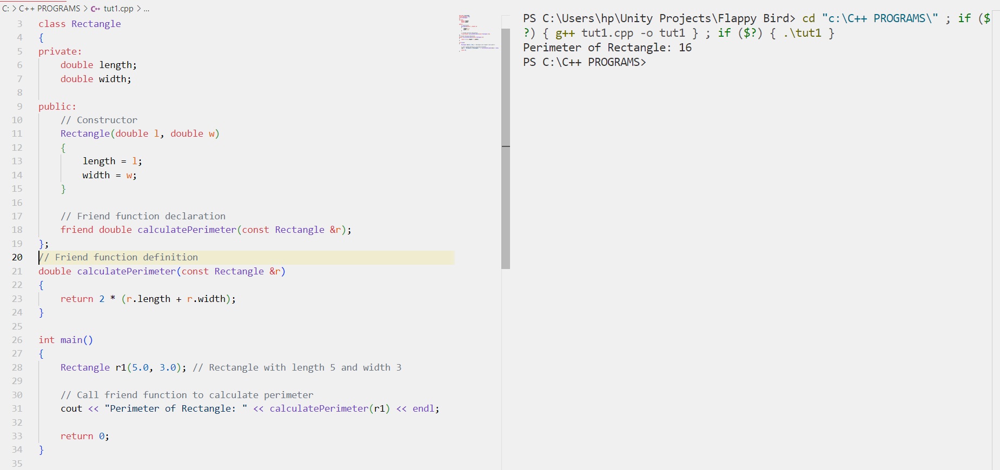 C: > C++ PROGRAMS > C++ tut1.cpp > ...
3 class Rectangle
4 {
5 private:
6     double length;
7     double width;
8
9 public:
10     // Constructor
11     Rectangle(double l, double w)
12     {
13         length = l;
14         width = w;
15     }
16
17     // Friend function declaration
18     friend double calculatePerimeter(const Rectangle &r);
19 };
20 // Friend function definition
21 double calculatePerimeter(const Rectangle &r)
22 {
23     return 2 * (r.length + r.width);
24 }
25
26 int main()
27 {
28     Rectangle r1(5.0, 3.0); // Rectangle with length 5 and width 3
29
30     // Call friend function to calculate perimeter
31     cout << "Perimeter of Rectangle: " << calculatePerimeter(r1) << endl;
32
33     return 0;
34 }
35
PS C:\Users\hp\Unity Projects\Flappy Bird> cd "c:\C++ PROGRAMS\" ; if ($
?) { g++ tut1.cpp -o tut1 } ; if ($?) { .\tut1 }
Perimeter of Rectangle: 16
PS C:\C++ PROGRAMS>